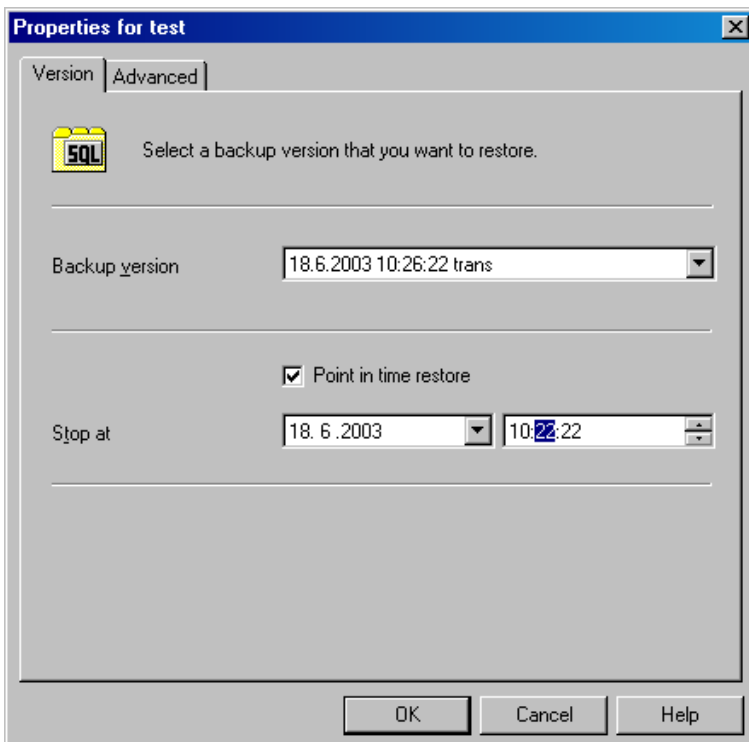 Properties for test
Version Advanced
SQL Select a backup version that you want to restore.
Backup version 18.6.2003 10:26:22 trans
Point in time restore
Stop at 18. 6 .2003 10:22:22
OK Cancel Help